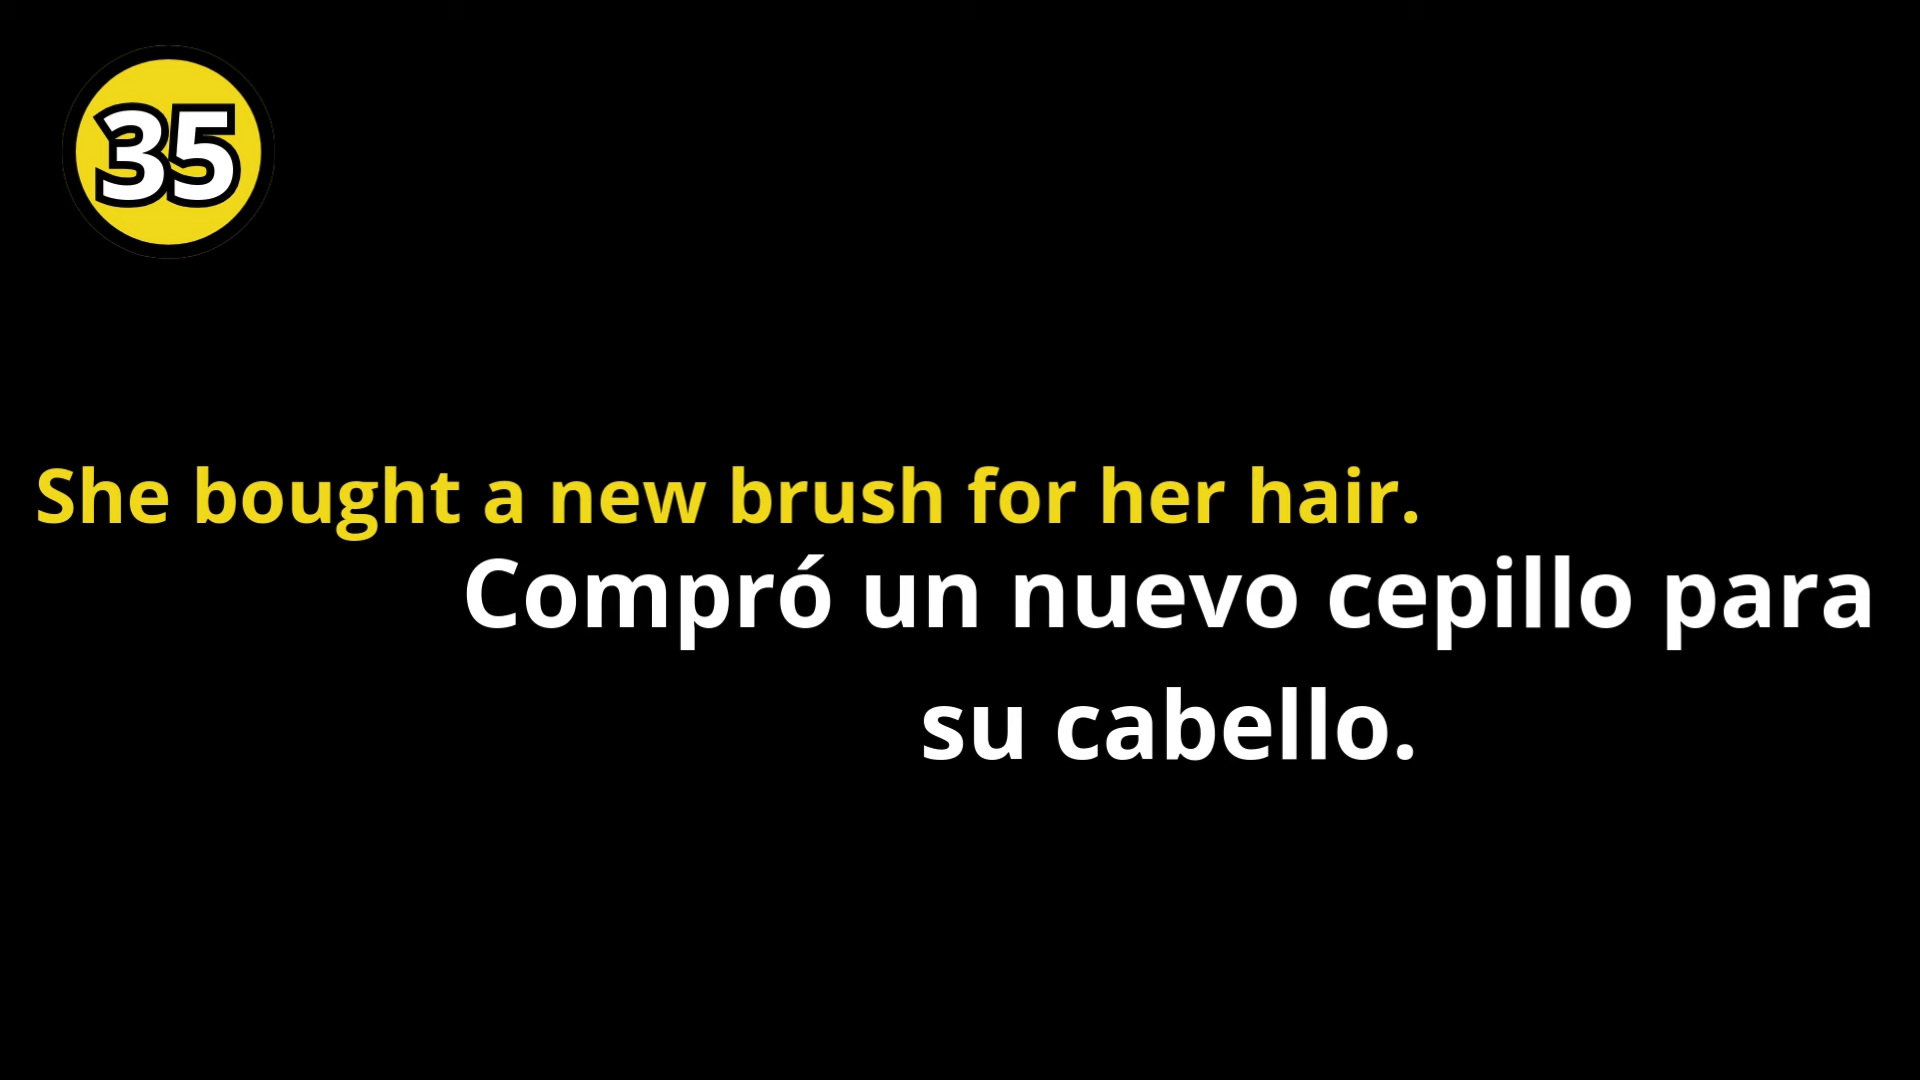 35
She bought a new brush for her hair.
Compró un nuevo cepillo para
su cabello.